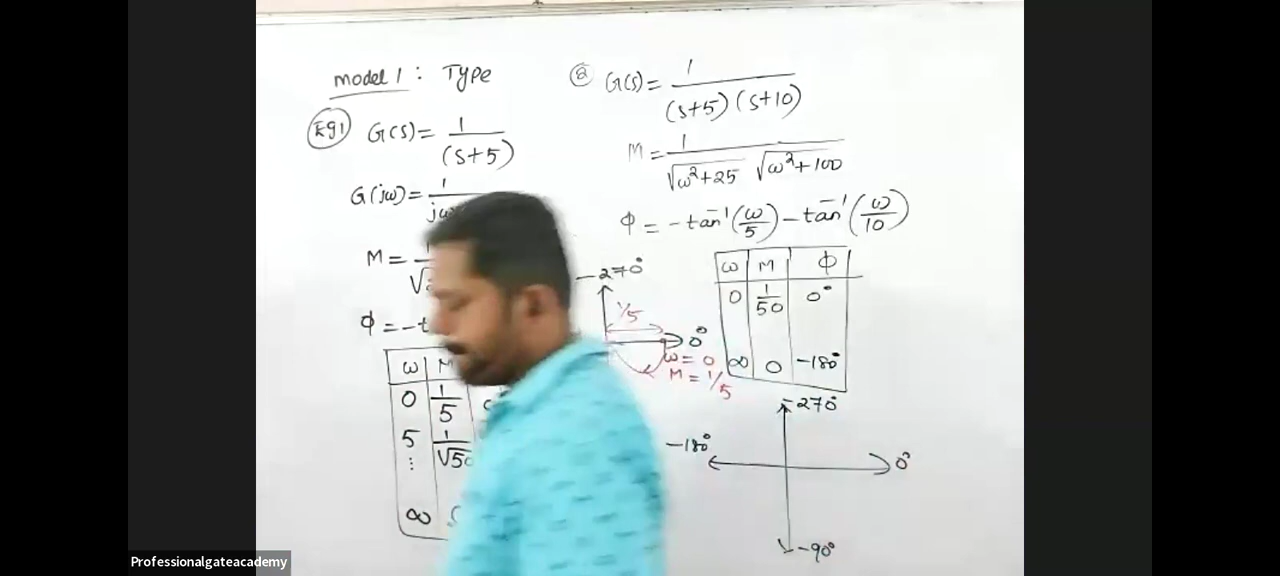 Model 1 : Type
Eg1 G(s) = 1/(s+5)
G(jω) = 1/jω
M = 1/√
ϕ = -t
ω M
0 1/5
5 1/√50
⋮
∞
-270°
1/5
0°
ω = 0
M = 1/5
② G(s) = 1/(s+5)(s+10)
M = 1/√ω²+25 √ω²+100
ϕ = -tan⁻¹(ω/5) - tan⁻¹(ω/10)
ω M ϕ
0 1/50 0°
∞ 0 -180°
-270°
-180°
0°
-90°
Professionalgateacademy